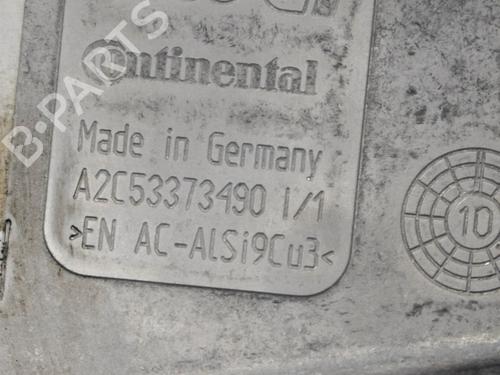 Continental
Made in Germany
A2C53373490 I/1
>EN AC-AlSi9Cu3<
10
B-PARTS